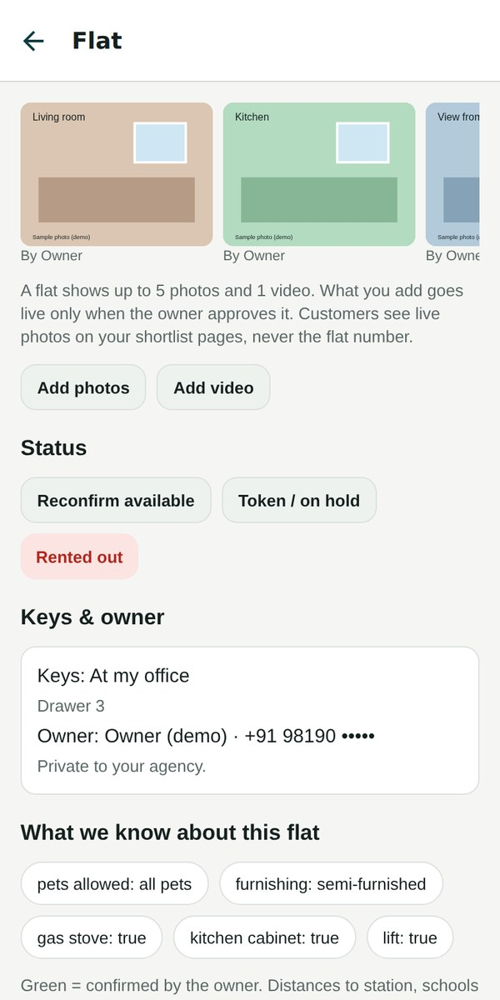 Flat
Living room
Kitchen
View from
Sample photo (demo)
Sample photo (demo)
Sample photo (
By Owner
By Owner
By Owne
A flat shows up to 5 photos and 1 video. What you add goes
live only when the owner approves it. Customers see live
photos on your shortlist pages, never the flat number.
Add photos
Add video
Status
Reconfirm available
Token / on hold
Rented out
Keys & owner
Keys: At my office
Drawer 3
Owner: Owner (demo) · +91 98190 •••••
Private to your agency.
What we know about this flat
pets allowed: all pets
furnishing: semi-furnished
gas stove: true
kitchen cabinet: true
lift: true
Green = confirmed by the owner. Distances to station, schools